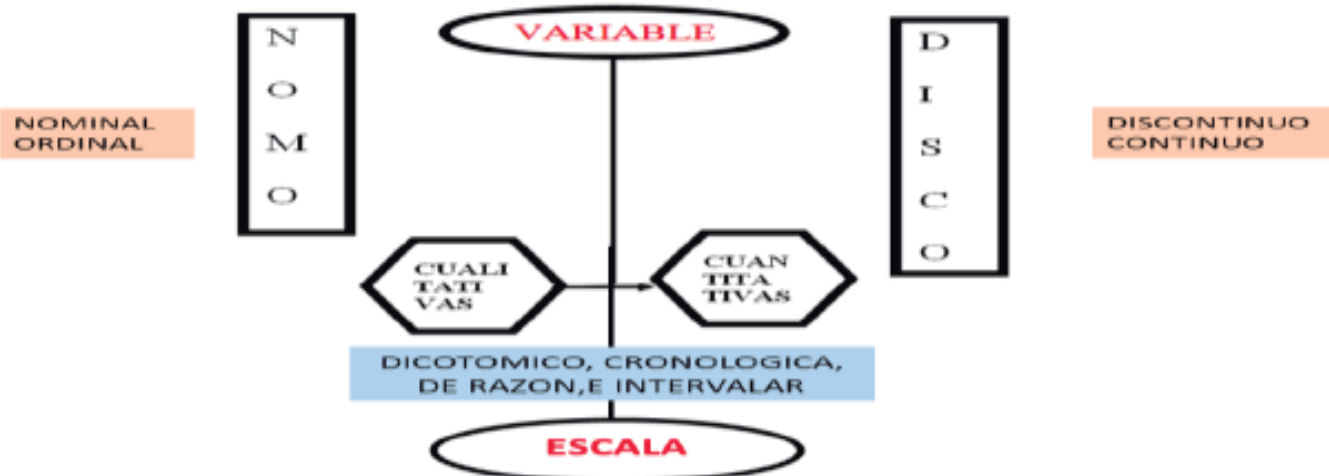 VARIABLE
N
O
M
O
D
I
S
C
O
NOMINAL
ORDINAL
DISCONTINUO
CONTINUO
CUALI
TATI
VAS
CUAN
TITA
TIVAS
DICOTOMICO, CRONOLOGICA,
DE RAZON,E INTERVALAR
ESCALA